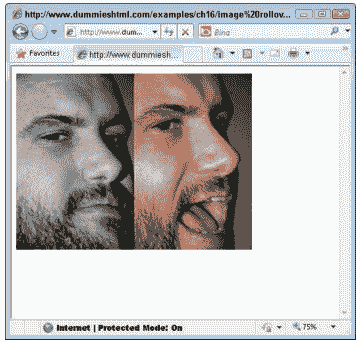 http://www.dummieshtml.com/examples/ch16/image%20rollov...
http://www.dum...
Bing
Favorites
http://www.dummiesh...
Internet | Protected Mode: On
75%